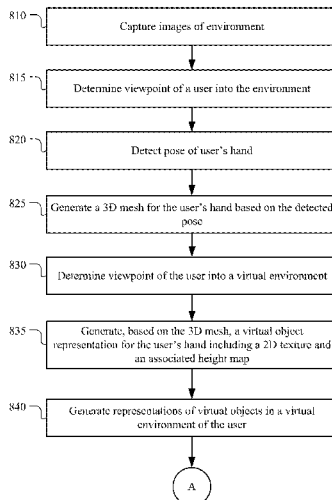 810
Capture images of environment
815
Determine viewpoint of a user into the environment
820
Detect pose of user's hand
825
Generate a 3D mesh for the user's hand based on the detected
pose
830
Determine viewpoint of the user into a virtual environment
835
Generate, based on the 3D mesh, a virtual object
representation for the user's hand including a 2D texture and
an associated height map
840
Generate representations of virtual objects in a virtual
environment of the user
A